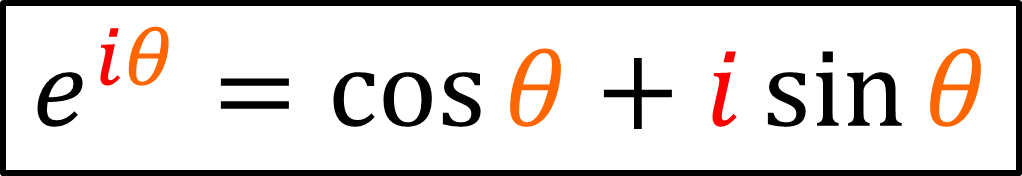 e^{iθ} = cos θ + i sin θ